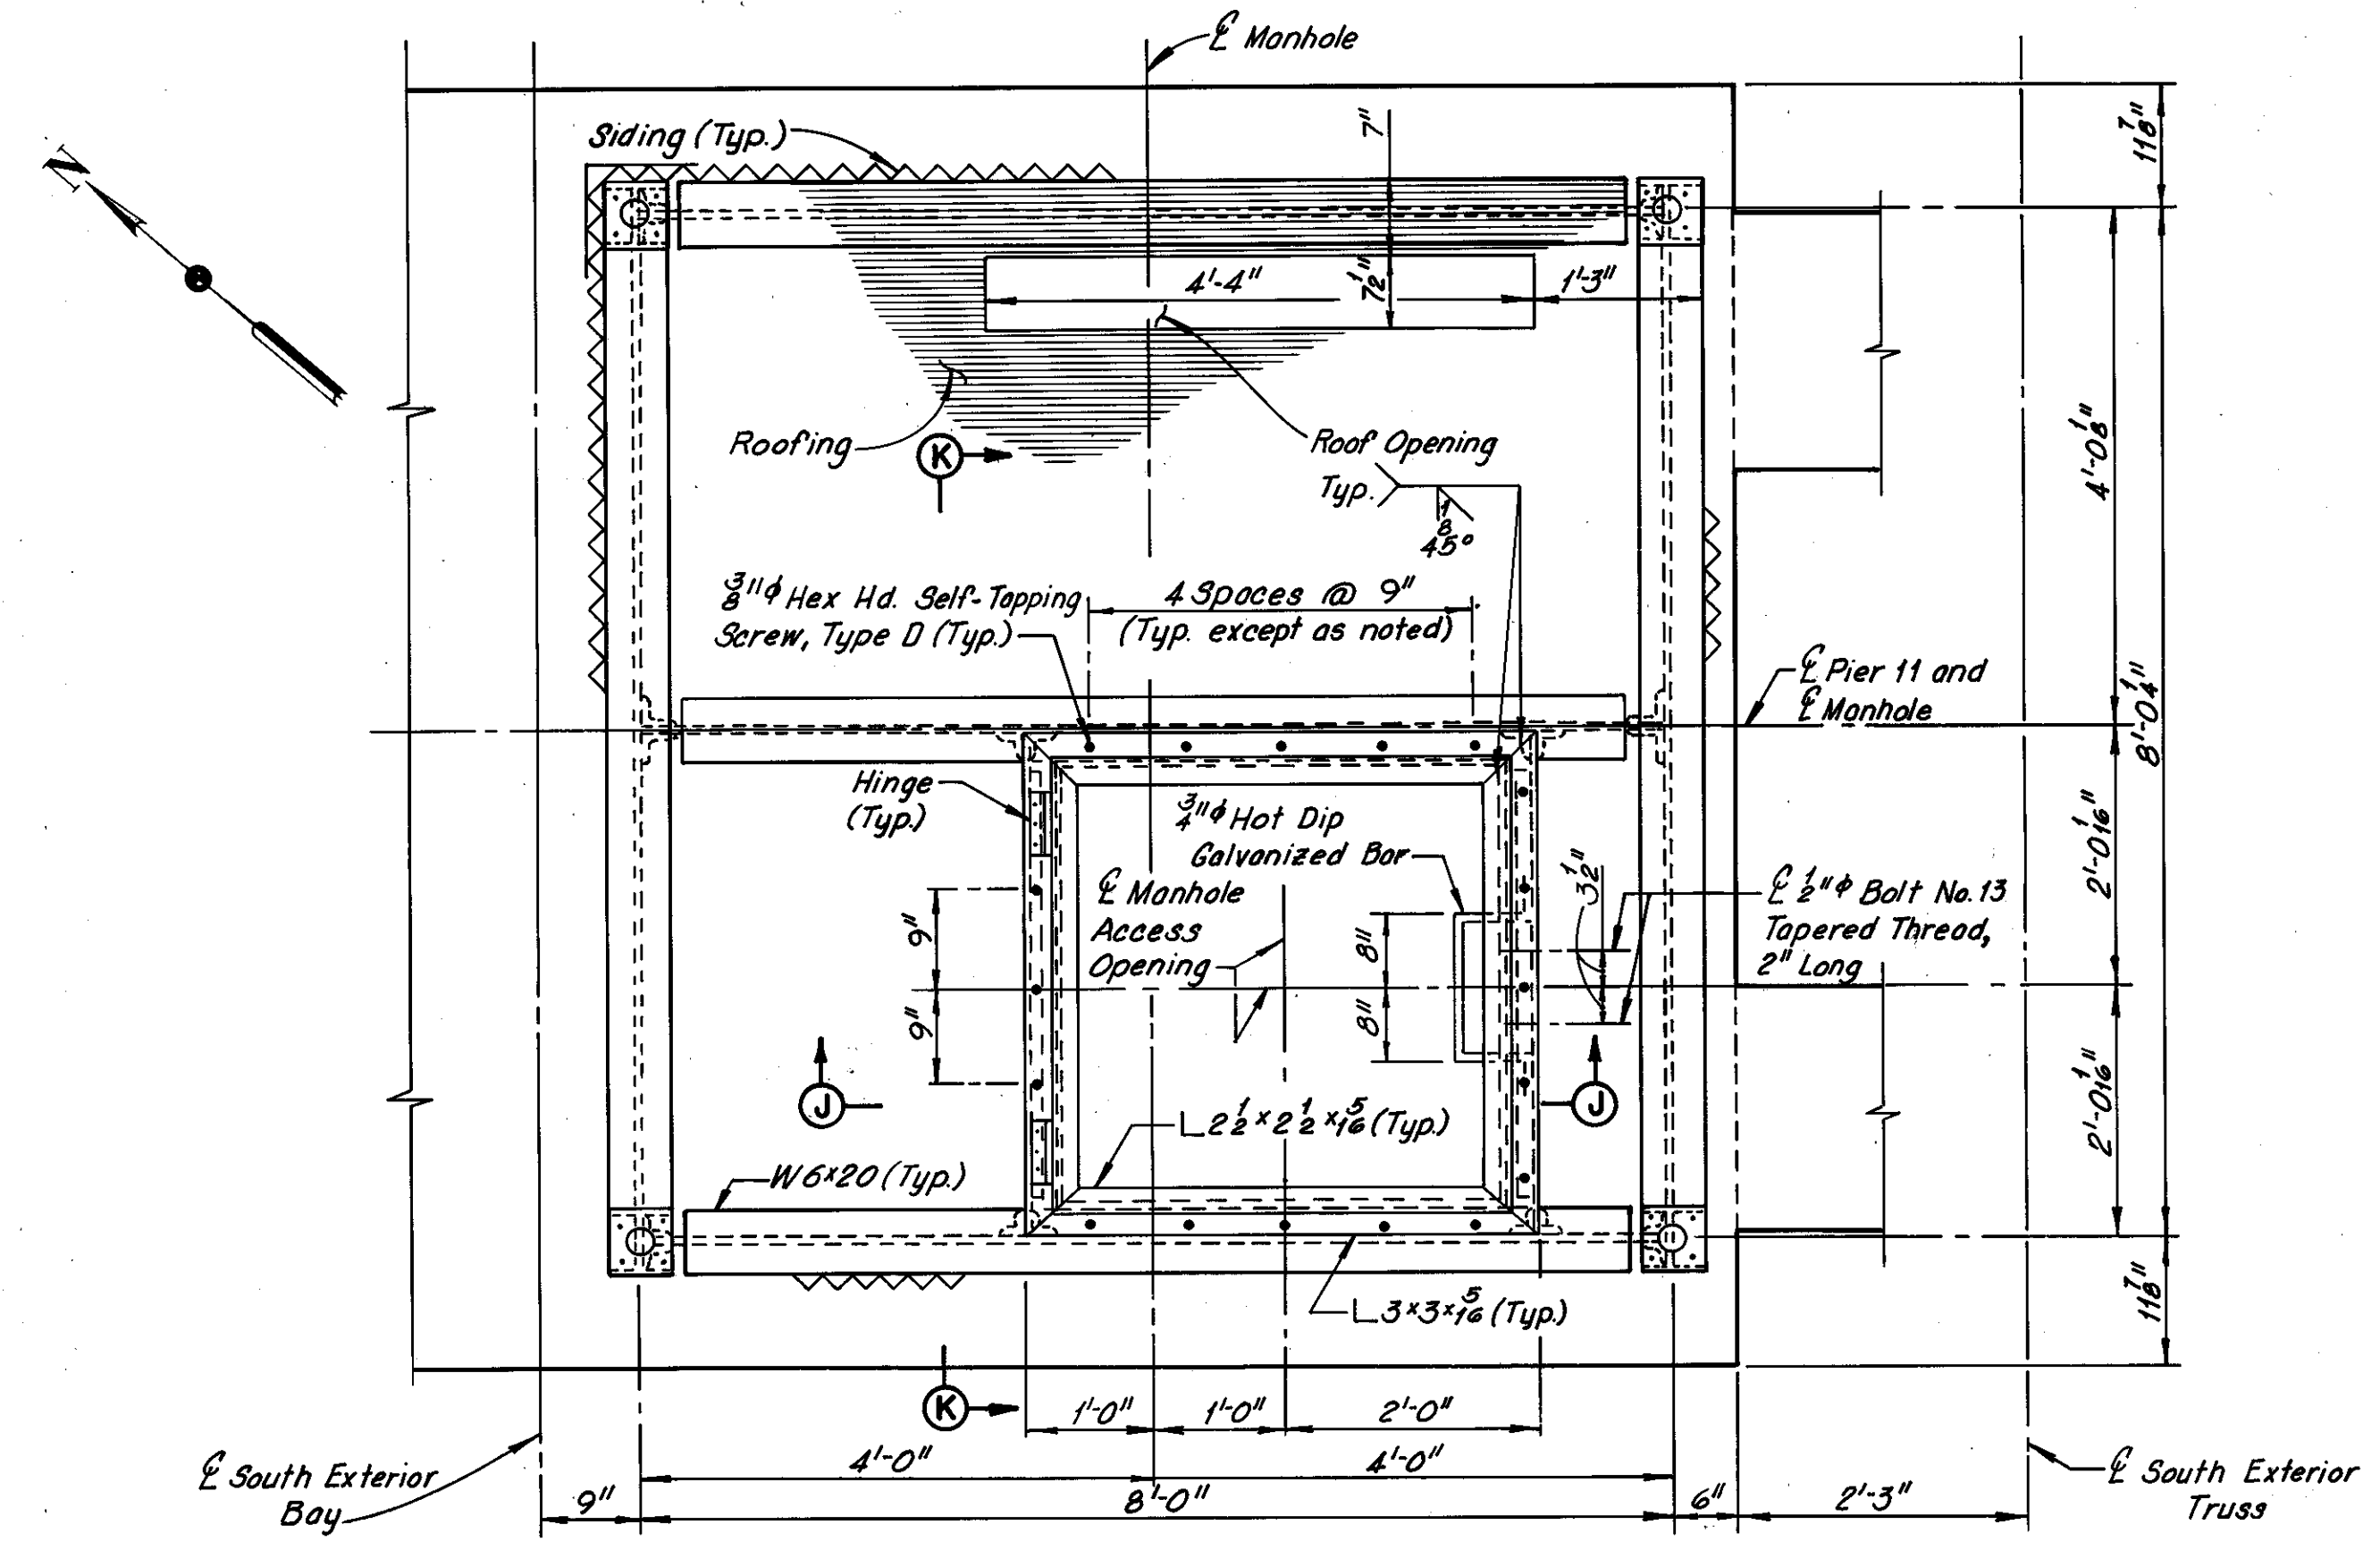 ℄ Manhole
Siding (Typ.)
N
7"
11 7/8"
4'-4"
7 1/2"
1'-3"
Roofing
K
Roof Opening
Typ.
1/8
45°
4'-0 1/8"
3/8"φ Hex Hd. Self-Tapping
Screw, Type D (Typ.)
4 Spaces @ 9"
(Typ. except as noted)
℄ Pier 11 and
℄ Manhole
8'-0 1/4"
Hinge
(Typ.)
3/4"φ Hot Dip
Galvanized Bar
℄ Manhole
Access
Opening
3 1/2"
2'-0 1/16"
℄ 1/2"φ Bolt No. 13
Tapered Thread,
2" Long
9"
9"
8"
8"
J
J
L 2 1/2 x 2 1/2 x 5/16 (Typ.)
2'-0 1/16"
W 6x20 (Typ.)
L 3 x 3 x 5/16 (Typ.)
11 7/8"
K
1'-0"
1'-0"
2'-0"
4'-0"
4'-0"
℄ South Exterior
Bay
9"
8'-0"
6"
2'-3"
℄ South Exterior
Truss